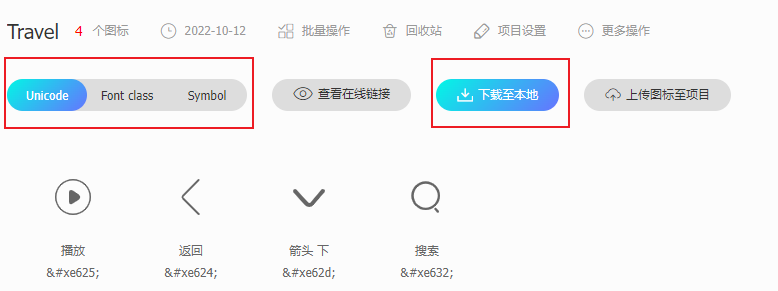 Travel 4 个图标 2022-10-12 批量操作 回收站 项目设置 更多操作
Unicode Font class Symbol 查看在线链接 下载至本地 上传图标至项目
播放 返回 箭头 下 搜索
&#xe625; &#xe624; &#xe62d; &#xe632;